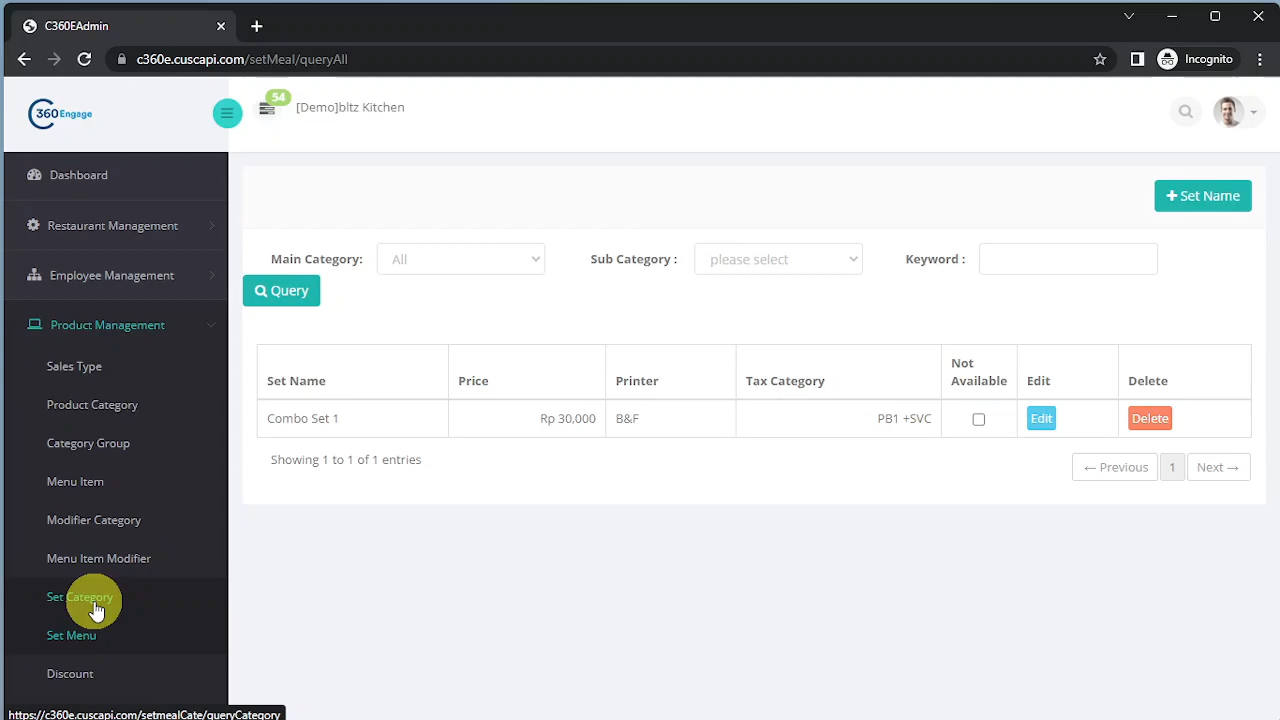 C360EAdmin
c360e.cuscapi.com/setMeal/queryAll
Incognito
360 Engage
54
[Demo]bltz Kitchen
Dashboard
Restaurant Management
Employee Management
Product Management
Sales Type
Product Category
Category Group
Menu Item
Modifier Category
Menu Item Modifier
Set Category
Set Menu
Discount
+ Set Name
Main Category: All
Sub Category : please select
Keyword :
Query
Set Name Price Printer Tax Category Not Available Edit Delete
Combo Set 1 Rp 30,000 B&F PB1 +SVC Edit Delete
Showing 1 to 1 of 1 entries
← Previous 1 Next →
https://c360e.cuscapi.com/setmealCate/queryCategory